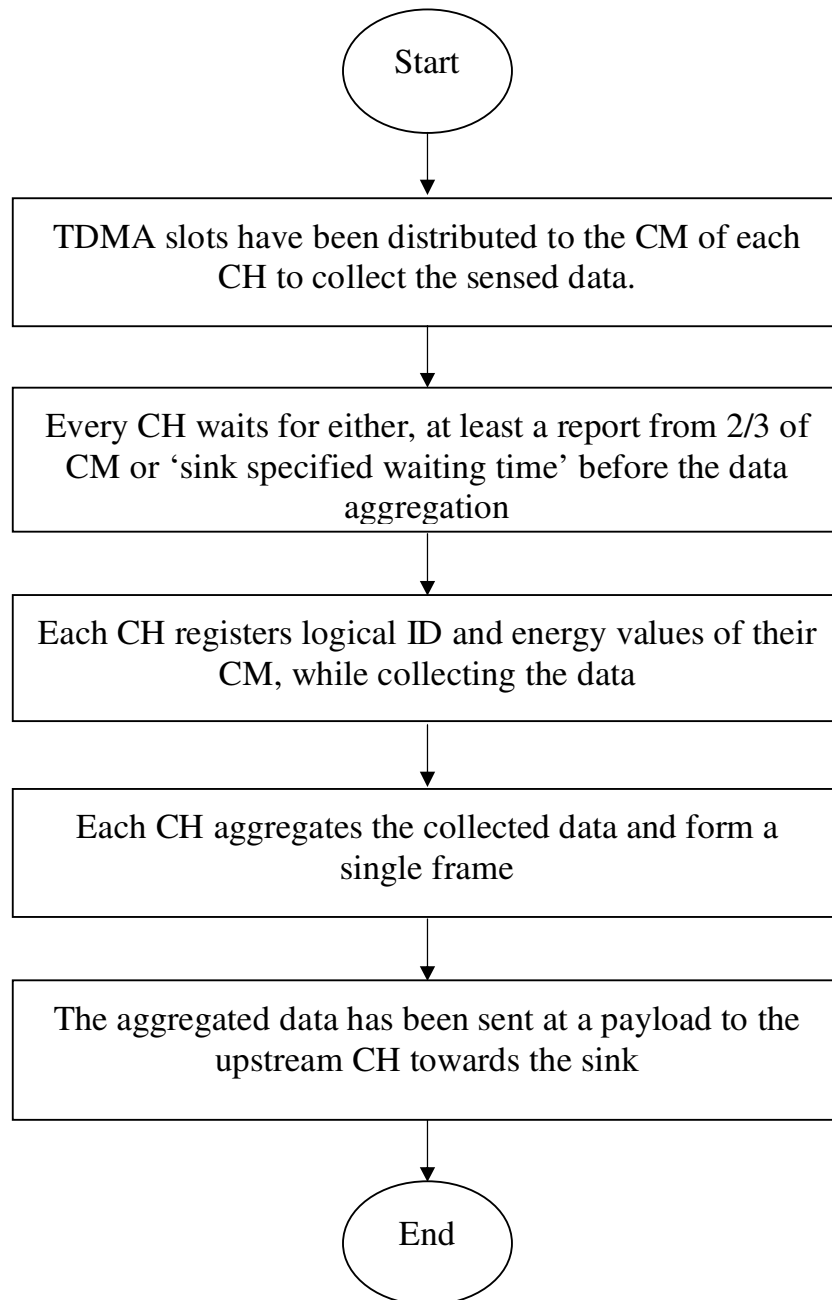 Start
TDMA slots have been distributed to the CM of each
CH to collect the sensed data.
Every CH waits for either, at least a report from 2/3 of
CM or ‘sink specified waiting time’ before the data
aggregation
Each CH registers logical ID and energy values of their
CM, while collecting the data
Each CH aggregates the collected data and form a
single frame
The aggregated data has been sent at a payload to the
upstream CH towards the sink
End